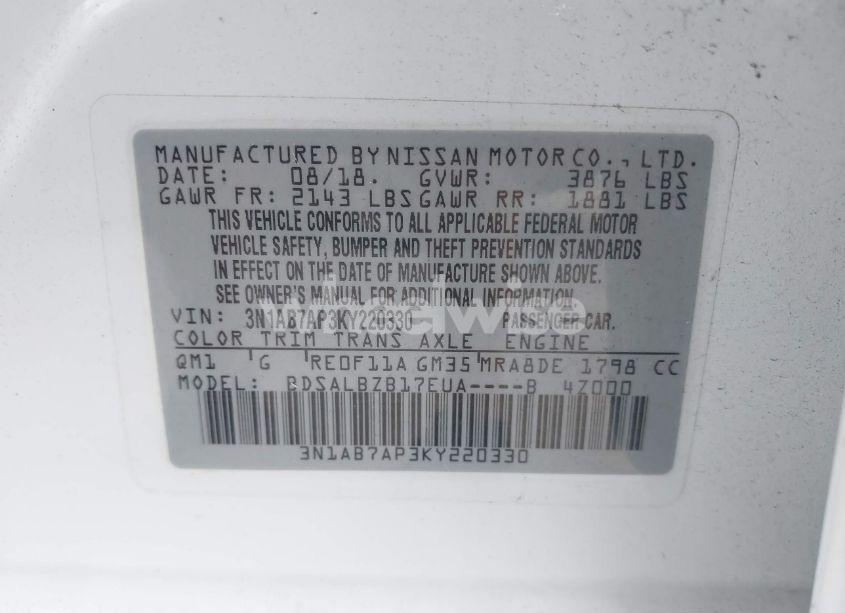 MANUFACTURED BY NISSAN MOTOR CO., LTD.
DATE: 08/18. GVWR: 3876 LBS
GAWR FR: 2143 LBS GAWR RR: 1881 LBS
THIS VEHICLE CONFORMS TO ALL APPLICABLE FEDERAL MOTOR
VEHICLE SAFETY, BUMPER AND THEFT PREVENTION STANDARDS
IN EFFECT ON THE DATE OF MANUFACTURE SHOWN ABOVE.
SEE OWNER'S MANUAL FOR ADDITIONAL INFORMATION.
VIN: 3N1AB7AP3KY220330 PASSENGER CAR.
COLOR TRIM TRANS AXLE ENGINE
QM1 G RE0F11A GM35 MRA8DE 1798 CC
MODEL: BDSALBZB17EUA----B 4Z000
3N1AB7AP3KY220330